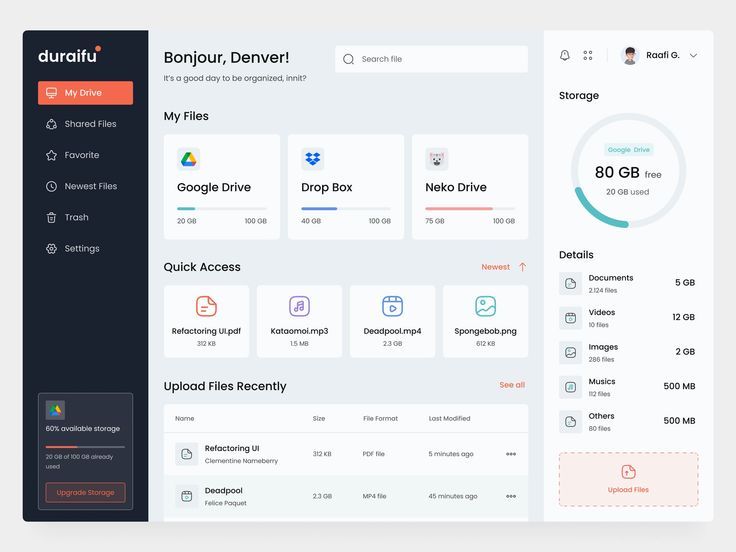 duraifu
My Drive
Shared Files
Favorite
Newest Files
Trash
Settings
60% available storage
20 GB of 100 GB already
used
Upgrade Storage
Bonjour, Denver!
It's a good day to be organized, innit?
Search file
My Files
Google Drive
20 GB 100 GB
Drop Box
40 GB 100 GB
Neko Drive
75 GB 100 GB
Quick Access
Newest
Refactoring UI.pdf
312 KB
Kataomoi.mp3
1.5 MB
Deadpool.mp4
2.3 GB
Spongebob.png
612 KB
Upload Files Recently
See all
Name Size File Format Last Modified
Refactoring UI
Clementine Nameberry
312 KB PDF file 5 minutes ago
Deadpool
Felice Paquet
2.3 GB MP4 file 45 minutes ago
Raafi G.
Storage
Google Drive
80 GB free
20 GB used
Details
Documents
2.124 files
5 GB
Videos
10 files
12 GB
Images
286 files
2 GB
Musics
112 files
500 MB
Others
80 files
500 MB
Upload Files